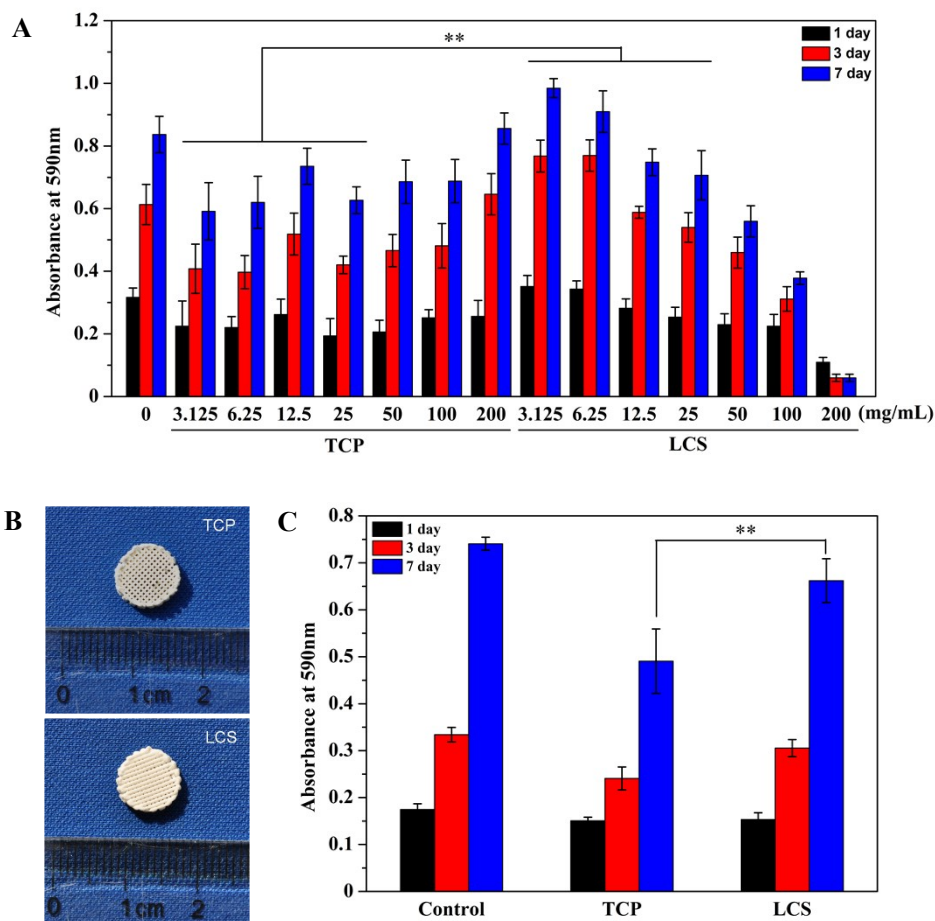 A
1.2
1.0
0.8
0.6
0.4
0.2
0
Absorbance at 590nm
**
1 day
3 day
7 day
0 3.125 6.25 12.5 25 50 100 200 3.125 6.25 12.5 25 50 100 200 (mg/mL)
TCP LCS
B
TCP
0 1cm 2
LCS
0 1cm 2
C
0.8
0.7
0.6
0.5
0.4
0.3
0.2
0.1
0
Absorbance at 590nm
1 day
3 day
7 day
**
Control TCP LCS